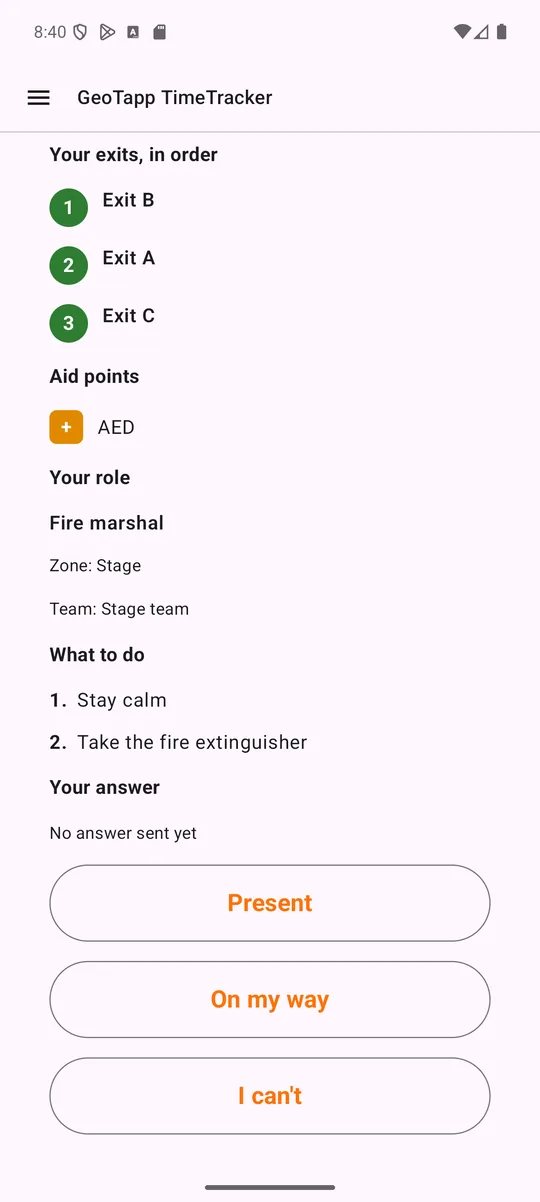 8:40
GeoTapp TimeTracker
Your exits, in order
1 Exit B
2 Exit A
3 Exit C
Aid points
+ AED
Your role
Fire marshal
Zone: Stage
Team: Stage team
What to do
1. Stay calm
2. Take the fire extinguisher
Your answer
No answer sent yet
Present
On my way
I can't